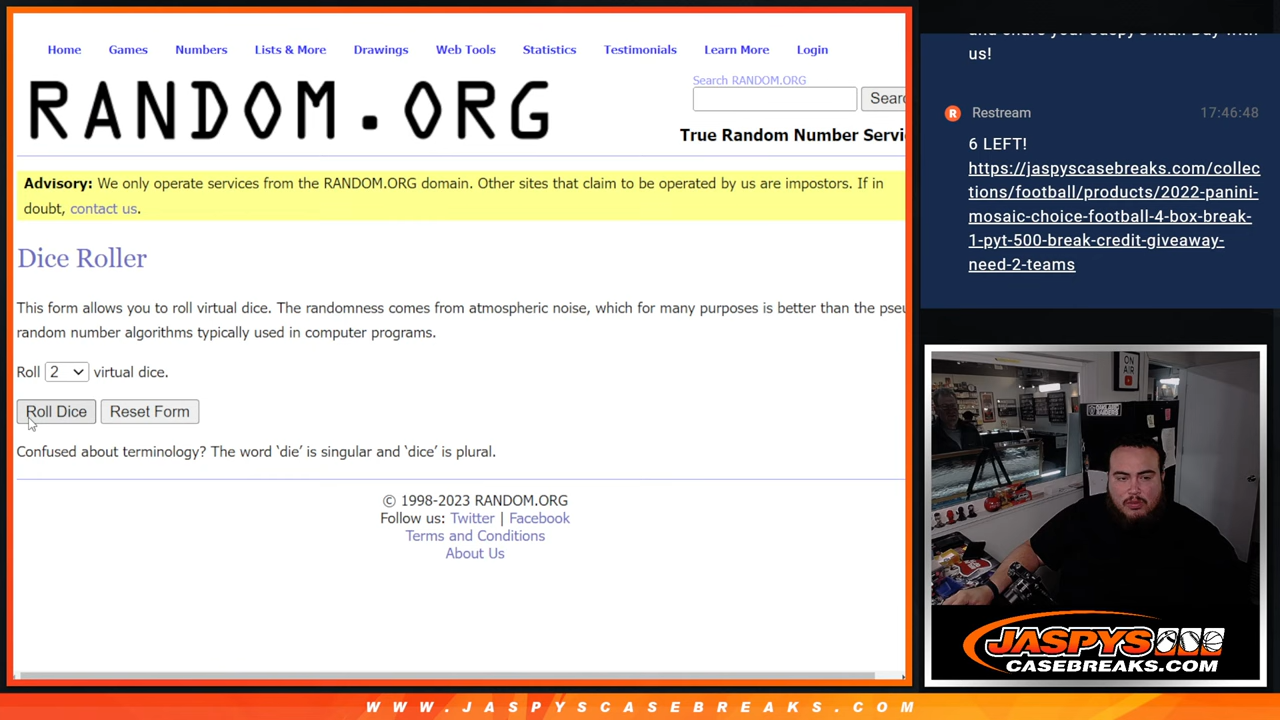 Home Games Numbers Lists & More Drawings Web Tools Statistics Testimonials Learn More Login
RANDOM.ORG
Search RANDOM.ORG
True Random Number Servi
Advisory: We only operate services from the RANDOM.ORG domain. Other sites that claim to be operated by us are impostors. If in
doubt, contact us.
Dice Roller
This form allows you to roll virtual dice. The randomness comes from atmospheric noise, which for many purposes is better than the pseu
random number algorithms typically used in computer programs.
Roll 2 virtual dice.
Roll Dice Reset Form
Confused about terminology? The word ‘die’ is singular and ‘dice’ is plural.
© 1998-2023 RANDOM.ORG
Follow us: Twitter | Facebook
Terms and Conditions
About Us
us!
R Restream 17:46:48
6 LEFT!
https://jaspyscasebreaks.com/collec
tions/football/products/2022-panini-
mosaic-choice-football-4-box-break-
1-pyt-500-break-credit-giveaway-
need-2-teams
ON
AIR
JASPYS
CASEBREAKS.COM
WWW.JASPYSCASEBREAKS.COM